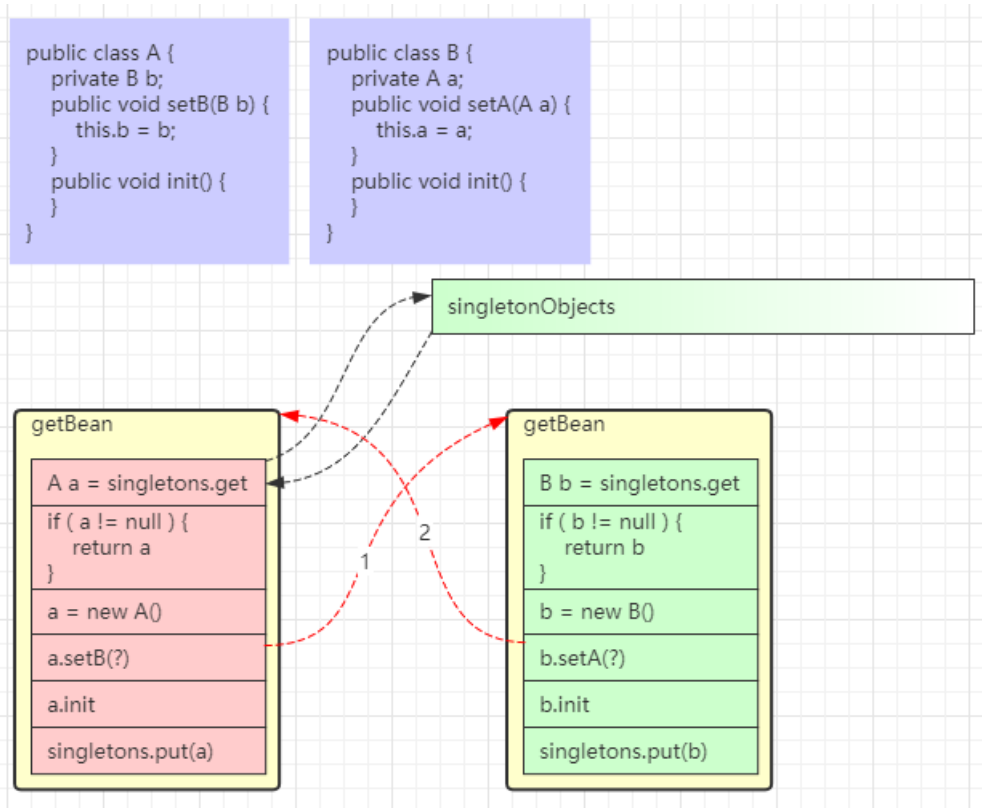 public class A {
private B b;
public void setB(B b) {
this.b = b;
}
public void init() {
}
}
public class B {
private A a;
public void setA(A a) {
this.a = a;
}
public void init() {
}
}
singletonObjects
getBean
A a = singletons.get
if ( a != null ) {
return a
}
a = new A()
a.setB(?)
a.init
singletons.put(a)
1
2
getBean
B b = singletons.get
if ( b != null ) {
return b
}
b = new B()
b.setA(?)
b.init
singletons.put(b)